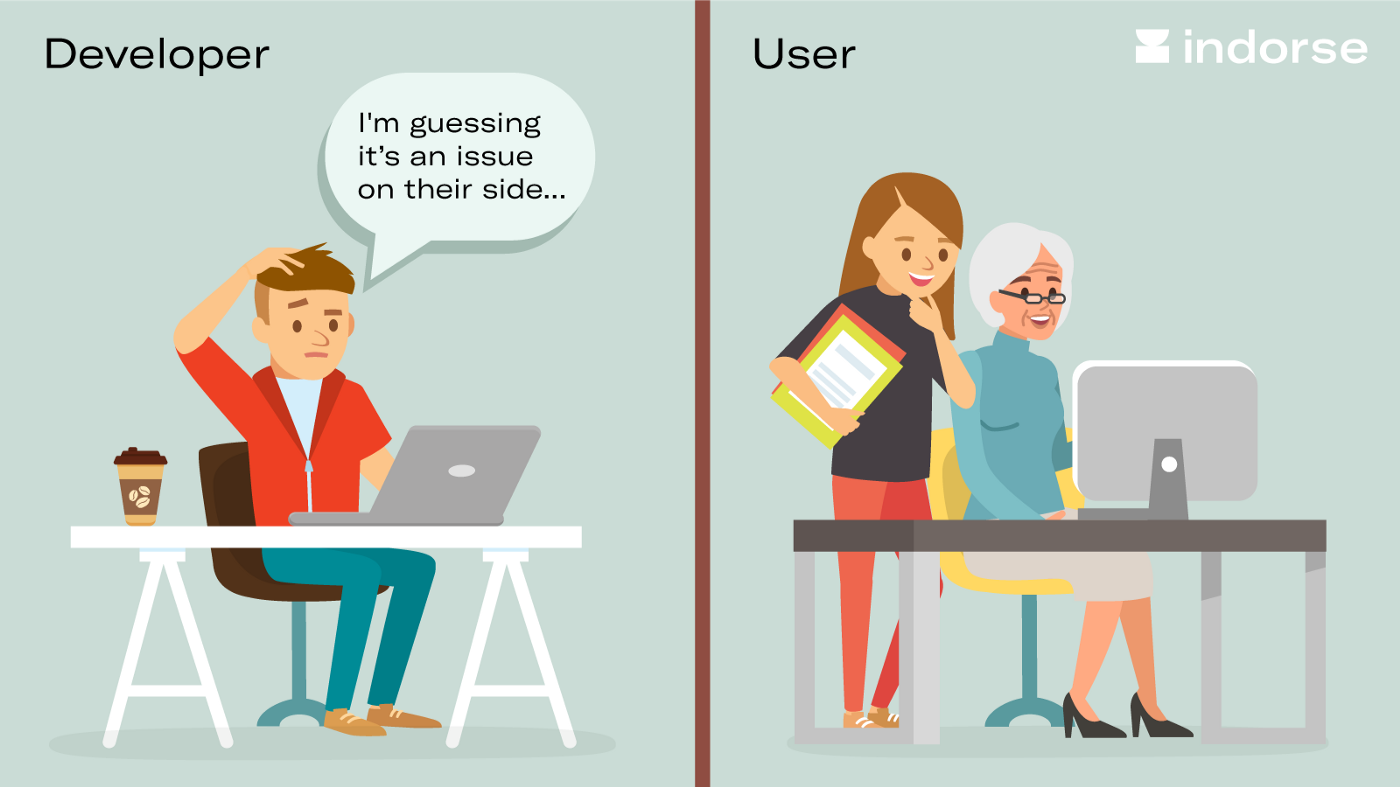 Developer
I'm guessing
it’s an issue
on their side...
User
indorse